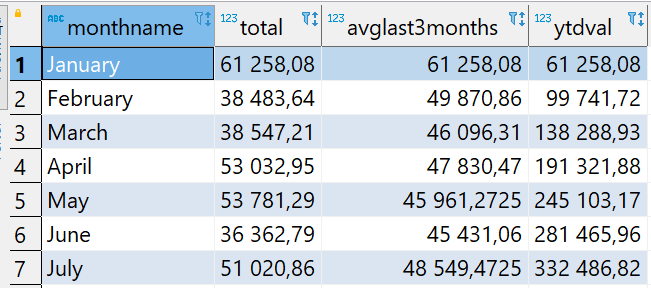 ABC monthname 123 total 123 avglast3months 123 ytdval
1 January 61 258,08 61 258,08 61 258,08
2 February 38 483,64 49 870,86 99 741,72
3 March 38 547,21 46 096,31 138 288,93
4 April 53 032,95 47 830,47 191 321,88
5 May 53 781,29 45 961,2725 245 103,17
6 June 36 362,79 45 431,06 281 465,96
7 July 51 020,86 48 549,4725 332 486,82